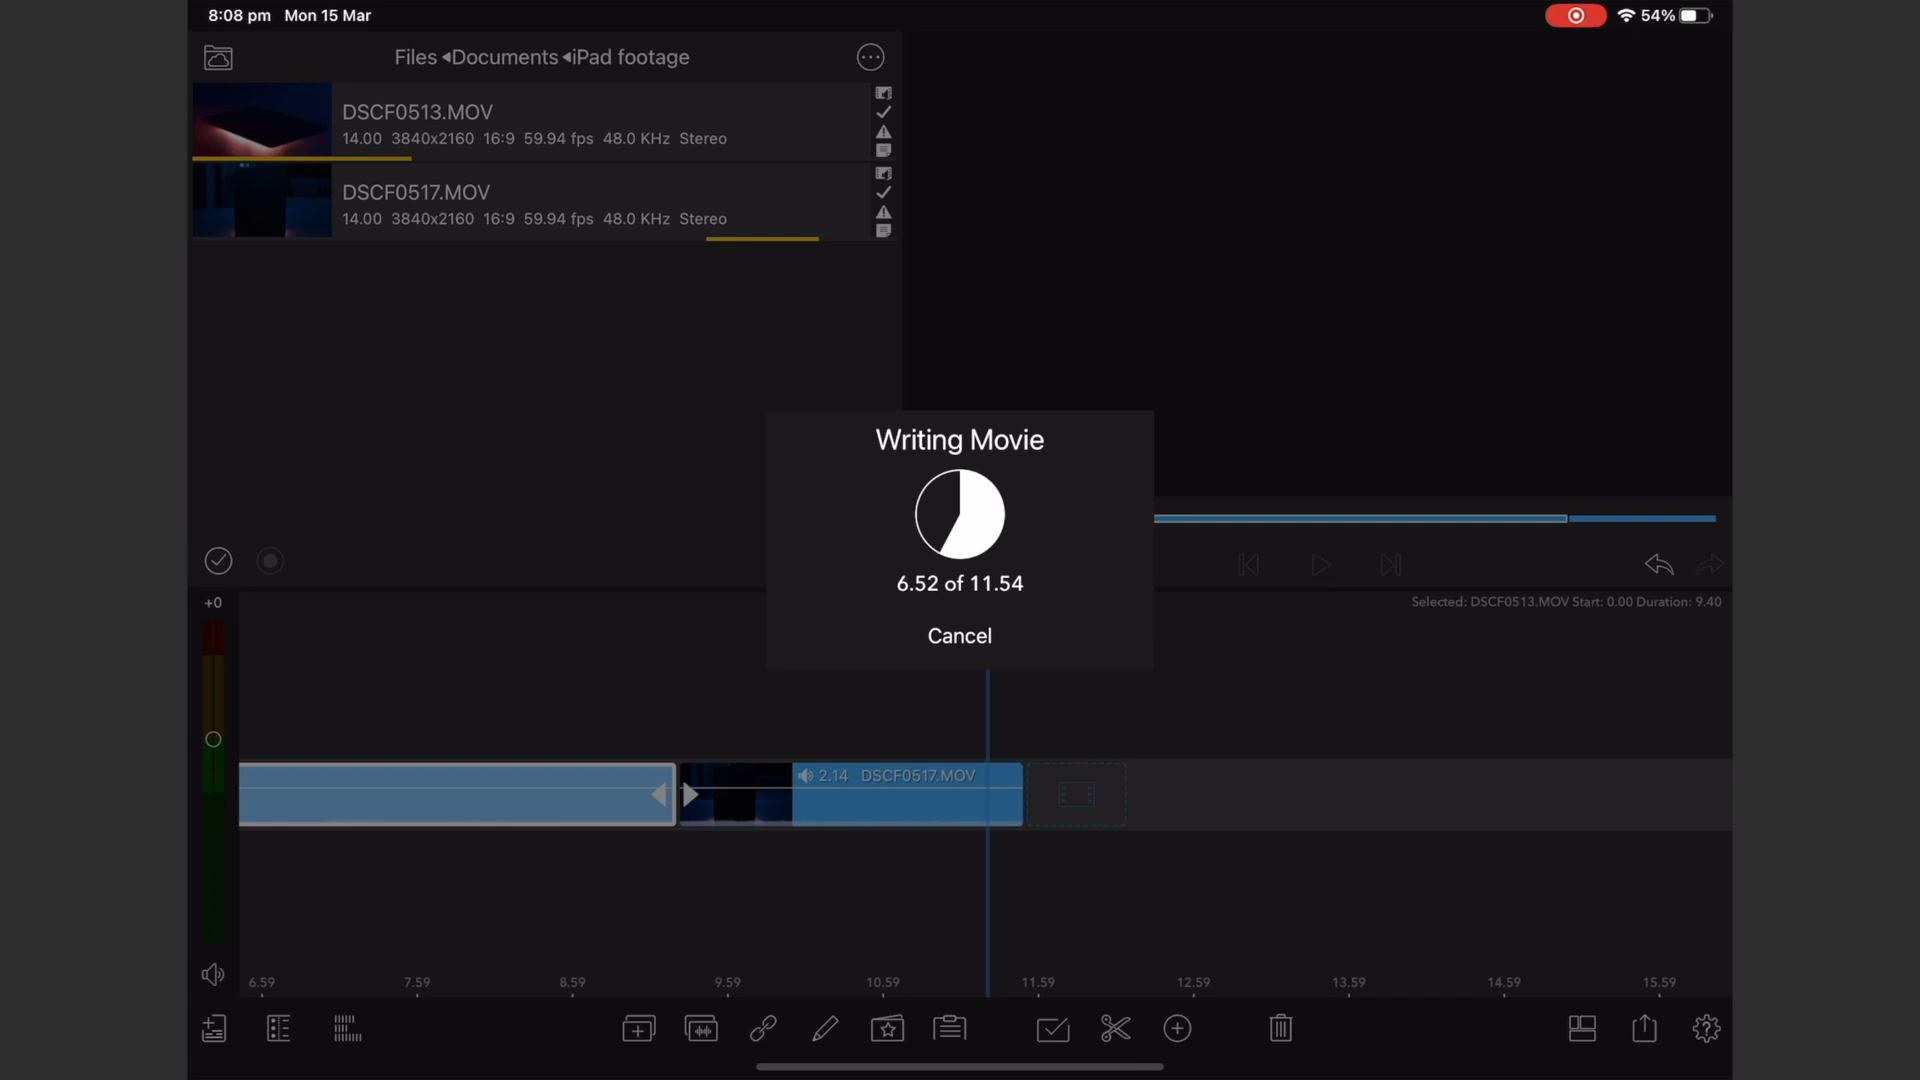 8:08 pm Mon 15 Mar
54%
Files ◂Documents ◂iPad footage
DSCF0513.MOV
14.00 3840x2160 16:9 59.94 fps 48.0 KHz Stereo
DSCF0517.MOV
14.00 3840x2160 16:9 59.94 fps 48.0 KHz Stereo
Writing Movie
6.52 of 11.54
Cancel
+0
Selected: DSCF0513.MOV Start: 0.00 Duration: 9.40
2.14 DSCF0517.MOV
6.59 7.59 8.59 9.59 10.59 11.59 12.59 13.59 14.59 15.59